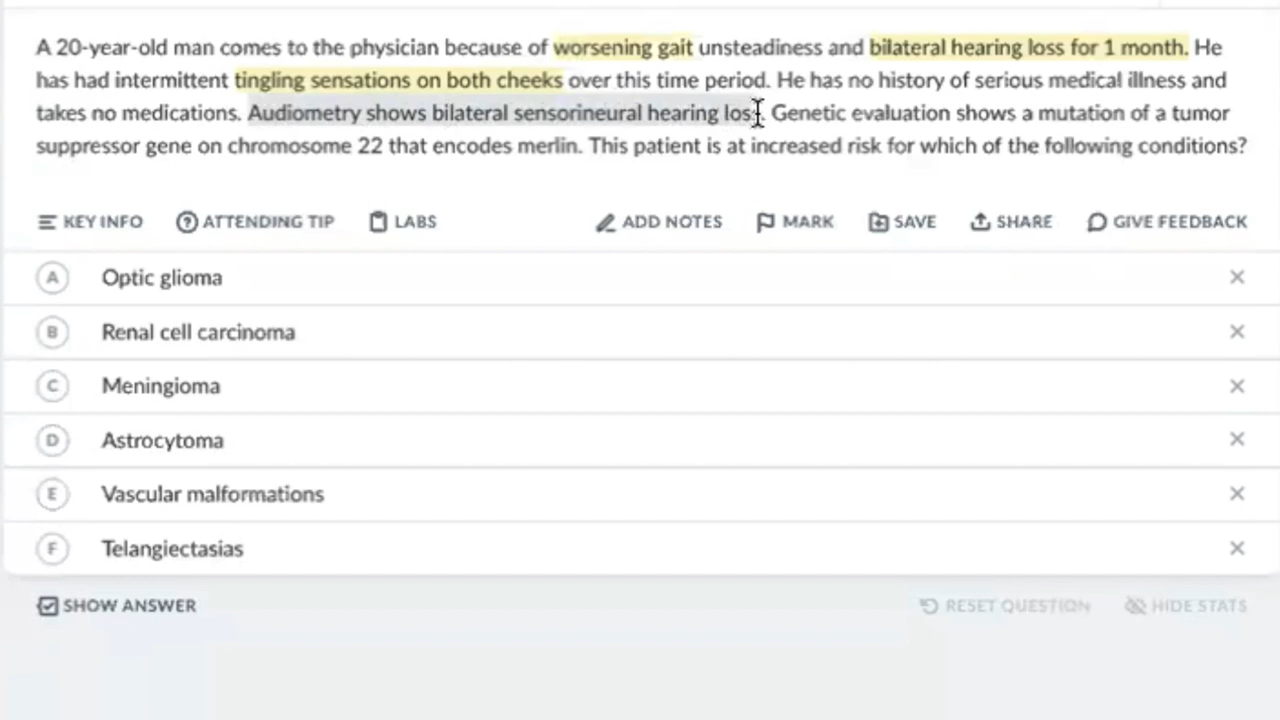 A 20-year-old man comes to the physician because of worsening gait unsteadiness and bilateral hearing loss for 1 month. He
has had intermittent tingling sensations on both cheeks over this time period. He has no history of serious medical illness and
takes no medications. Audiometry shows bilateral sensorineural hearing loss. Genetic evaluation shows a mutation of a tumor
suppressor gene on chromosome 22 that encodes merlin. This patient is at increased risk for which of the following conditions?
KEY INFO ATTENDING TIP LABS ADD NOTES MARK SAVE SHARE GIVE FEEDBACK
A Optic glioma
B Renal cell carcinoma
C Meningioma
D Astrocytoma
E Vascular malformations
F Telangiectasias
SHOW ANSWER RESET QUESTION HIDE STATS